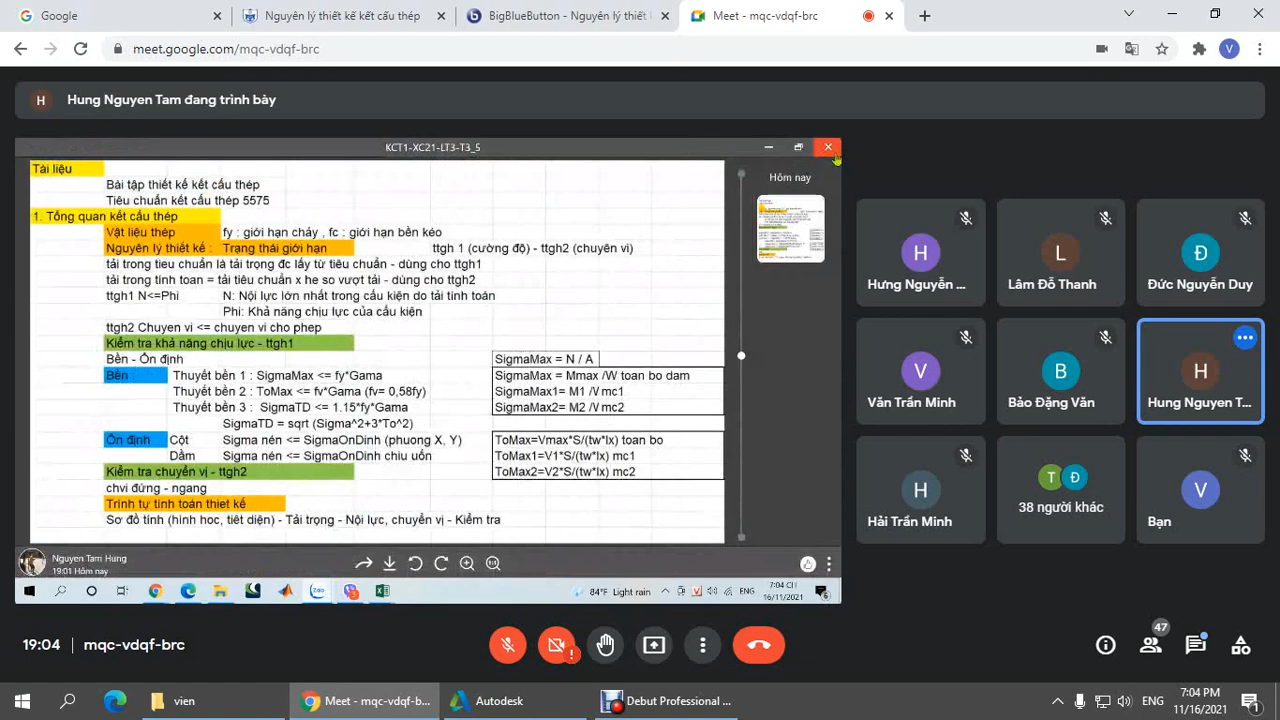 Google
Nguyên lý thiết kế kết cấu thép
BigBlueButton - Nguyên lý thiết
Meet - mqc-vdqf-brc
meet.google.com/mqc-vdqf-brc
V
H
Hung Nguyen Tam đang trình bày
KCT1-XC21-LT3-T3_5
Tài liệu
Bài tập thiết kế kết cấu thép
Tiêu chuẩn kết cấu thép 5575
1. Tổng quan kết cấu thép
Vật liệu thép fy : giới hạn chảy , fc : giới hạn bền kéo
Nguyên lý thiết kế : Trạng thái giới hạn ttgh 1 (cường độ) - ttgh2 (chuyên vi)
tải trong tieu chuẩn là tải trọng đc lấy từ tiêu chuẩn - dùng cho ttgh1
tải trong tinh toan = tải tiêu chuẩn x he so vượt tải - dùng cho ttgh2
ttgh1 N<=Phi N: Nội lực lớn nhất trong cấu kiện do tải tinh toán
Phi: Khả năng chịu lực của cấu kiện
ttgh2 Chuyen vi <= chuyen vi cho phep
Kiểm tra khả năng chịu lực - ttgh1
Bền - Ổn định SigmaMax = N / A
Bền : Thuyết bền 1 : SigmaMax <= fy*Gama SigmaMax = Mmax /W toan bo dam
Thuyết bền 2 : ToMax <= fv*Gama (fv= 0,58fy) SigmaMax1= M1 /W mc1
Thuyết bền 3 : SigmaTD <= 1.15*fy*Gama SigmaMax2= M2 /W mc2
SigmaTD = sqrt (Sigma^2+3*To^2)
Ổn định Cột Sigma nén <= SigmaOnDinh (phuong X, Y) ToMax=Vmax*S/(tw*Ix) toan bo
Dầm Sigma nén <= SigmaOnDinh chiu uốn ToMax1=V1*S/(tw*Ix) mc1
Kiểm tra chuyển vị - ttgh2 ToMax2=V2*S/(tw*Ix) mc2
chvi đứng - ngang
Trình tự tính toán thiet kế
Sơ đồ tính (hình hoc, tiêt diện) - Tải trọng - Nội lực, chuyển vị - Kiểm tra
Hôm nay
Nguyen Tam Hung
19:01 Hôm nay
Zalo
84°F Light rain
ENG
7:04 CH
16/11/2021
6
H
Hưng Nguyễn ...
L
Lâm Đỗ Thanh
Đ
Đức Nguyễn Duy
V
Văn Trần Minh
B
Bảo Đặng Văn
H
Hung Nguyen T...
H
Hải Trần Minh
T Đ
38 người khác
V
Bạn
19:04 mqc-vdqf-brc
47
vien
Meet - mqc-vdqf-b...
Autodesk
Debut Professional ...
ENG
7:04 PM
11/16/2021
1